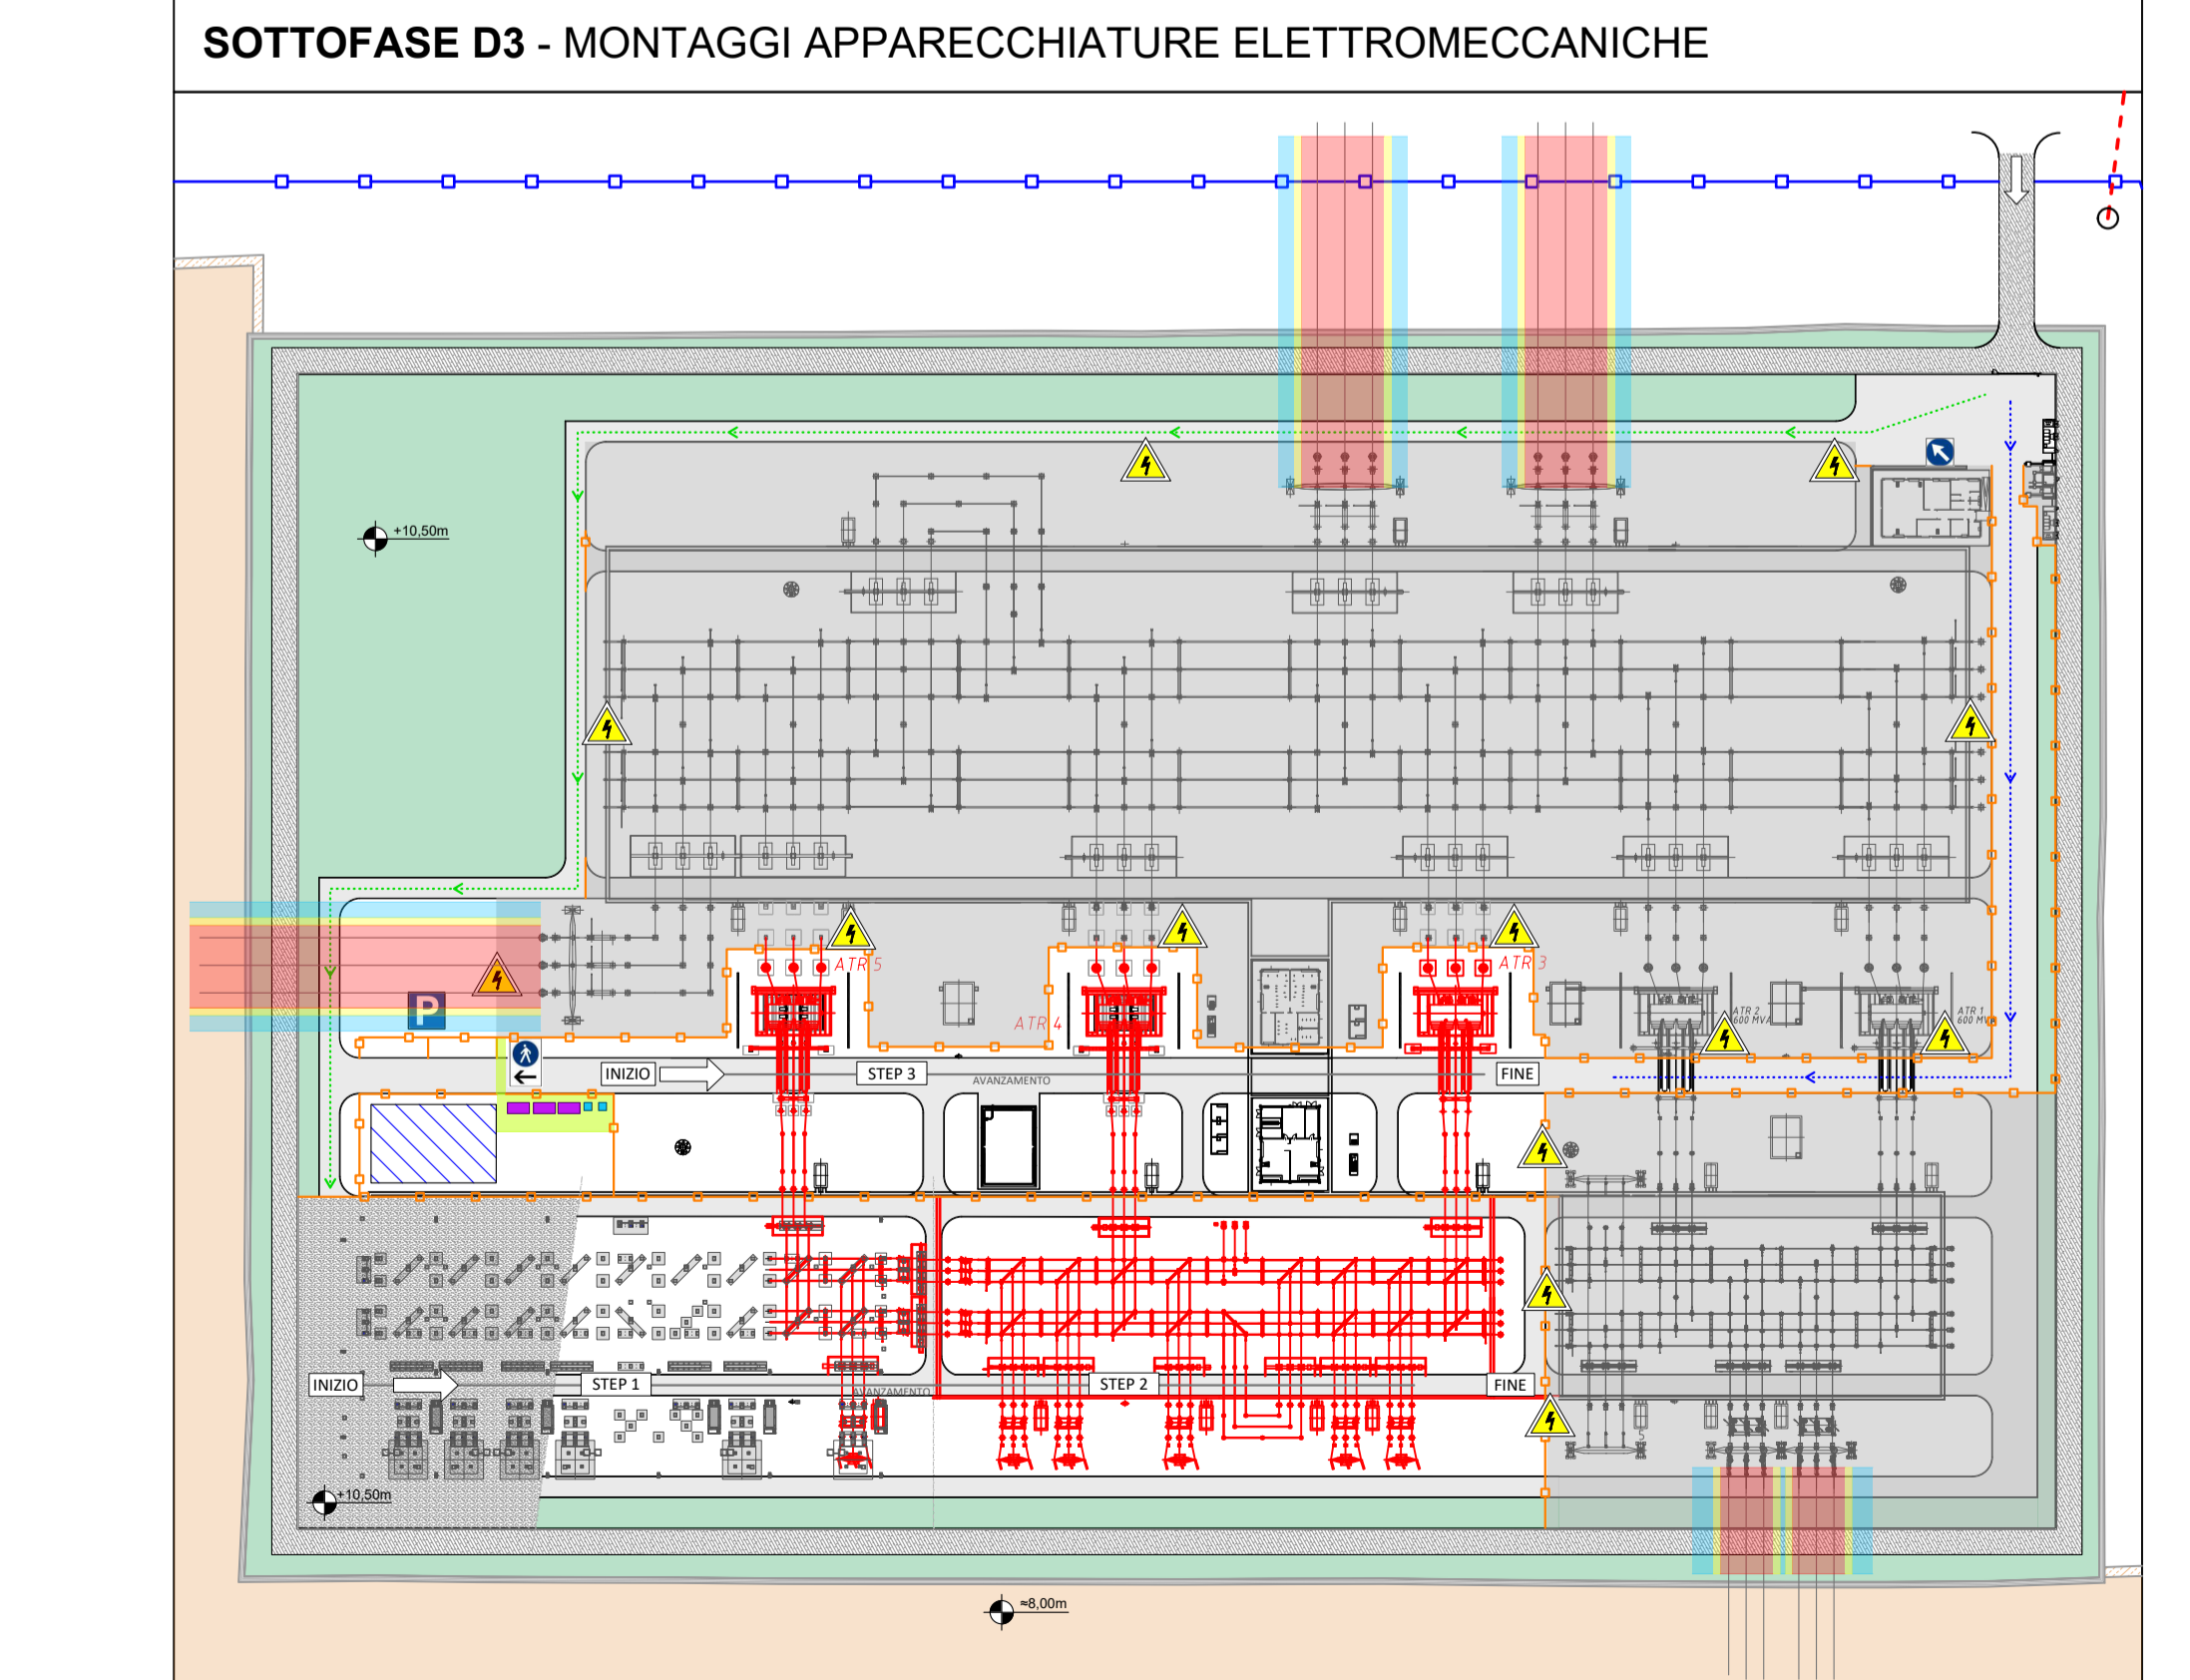 SOTTOFASE D3 - MONTAGGI APPARECCHIATURE ELETTROMECCANICHE
+10,50m
ATR 5
ATR 4
ATR 3
ATR 2
600 MVA
ATR 1
600 MVA
P
INIZIO
STEP 3
AVANZAMENTO
FINE
INIZIO
STEP 1
AVANZAMENTO
STEP 2
FINE
5
+10,50m
≈8,00m